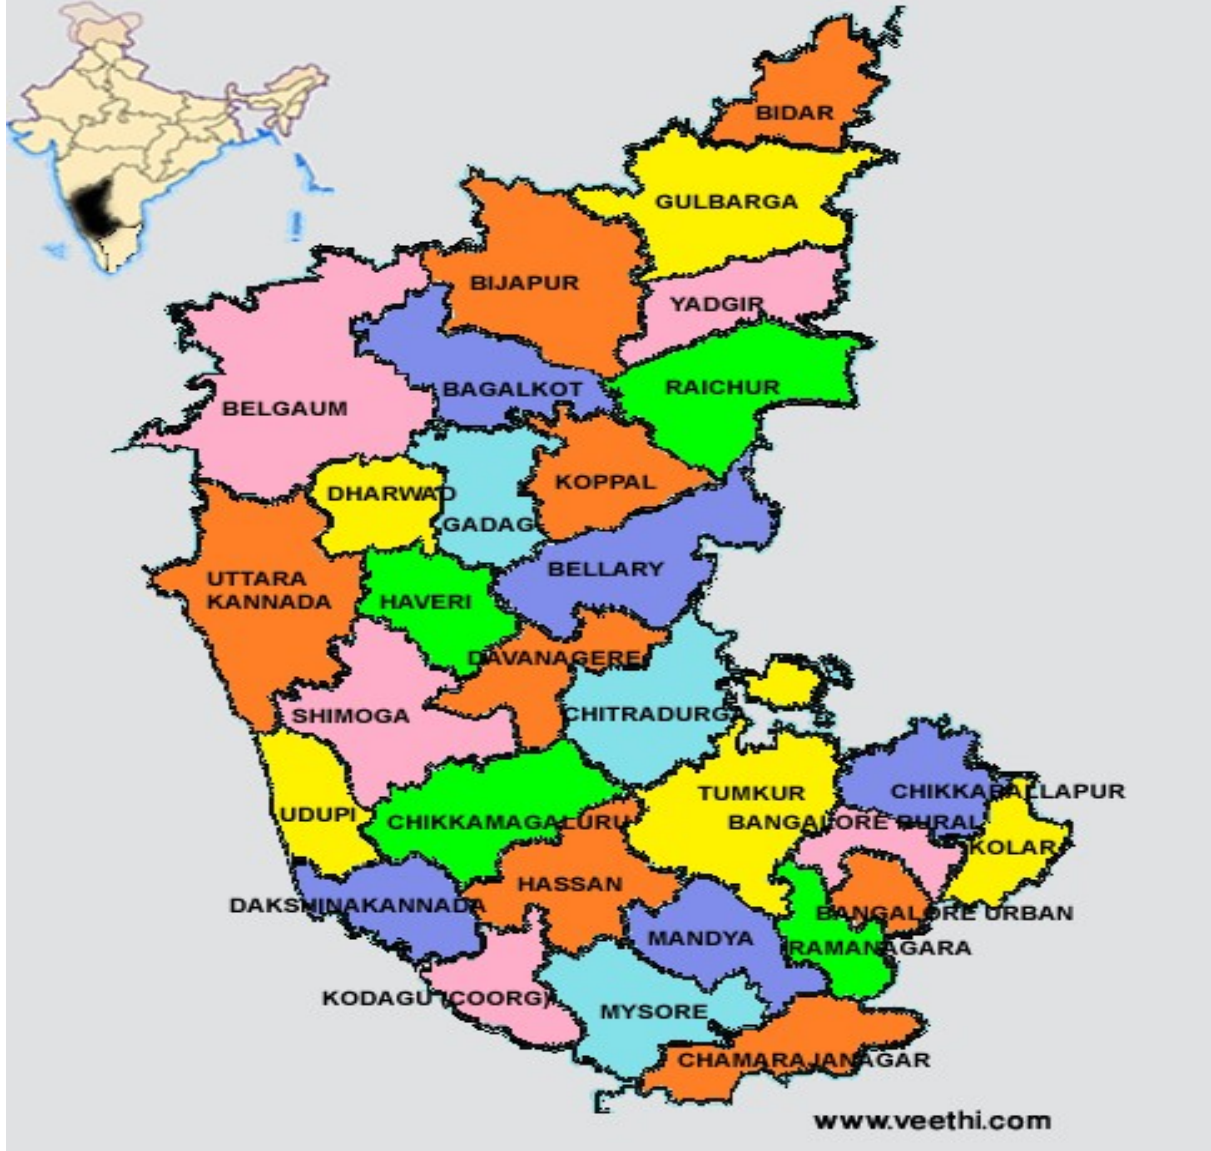 BIDAR
GULBARGA
BIJAPUR
YADGIR
RAICHUR
BAGALKOT
BELGAUM
KOPPAL
DHARWAD
GADAG
BELLARY
UTTARA
KANNADA
HAVERI
DAVANAGERE
SHIMOGA
CHITRADURGA
TUMKUR
CHIKKABALLAPUR
UDUPI
CHIKKAMAGALURU
BANGALORE RURAL
KOLAR
HASSAN
DAKSHINAKANNADA
BANGALORE URBAN
MANDYA
RAMANAGARA
KODAGU (COORG)
MYSORE
CHAMARAJANAGAR
www.veethi.com